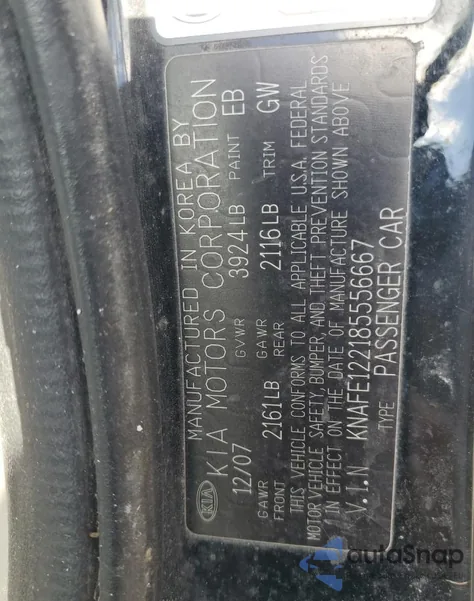 KIA
MANUFACTURED IN KOREA BY
KIA MOTORS CORPORATION
12/07 GVWR 3924LB PAINT EB
GAWR FRONT 2161LB GAWR REAR 2116LB TRIM GW
THIS VEHICLE CONFORMS TO ALL APPLICABLE U.S.A. FEDERAL
MOTOR VEHICLE SAFETY, BUMPER, AND THEFT PREVENTION STANDARDS
IN EFFECT ON THE DATE OF MANUFACTURE SHOWN ABOVE
V.I.N KNAFE122185556667
TYPE PASSENGER CAR
autoSnap